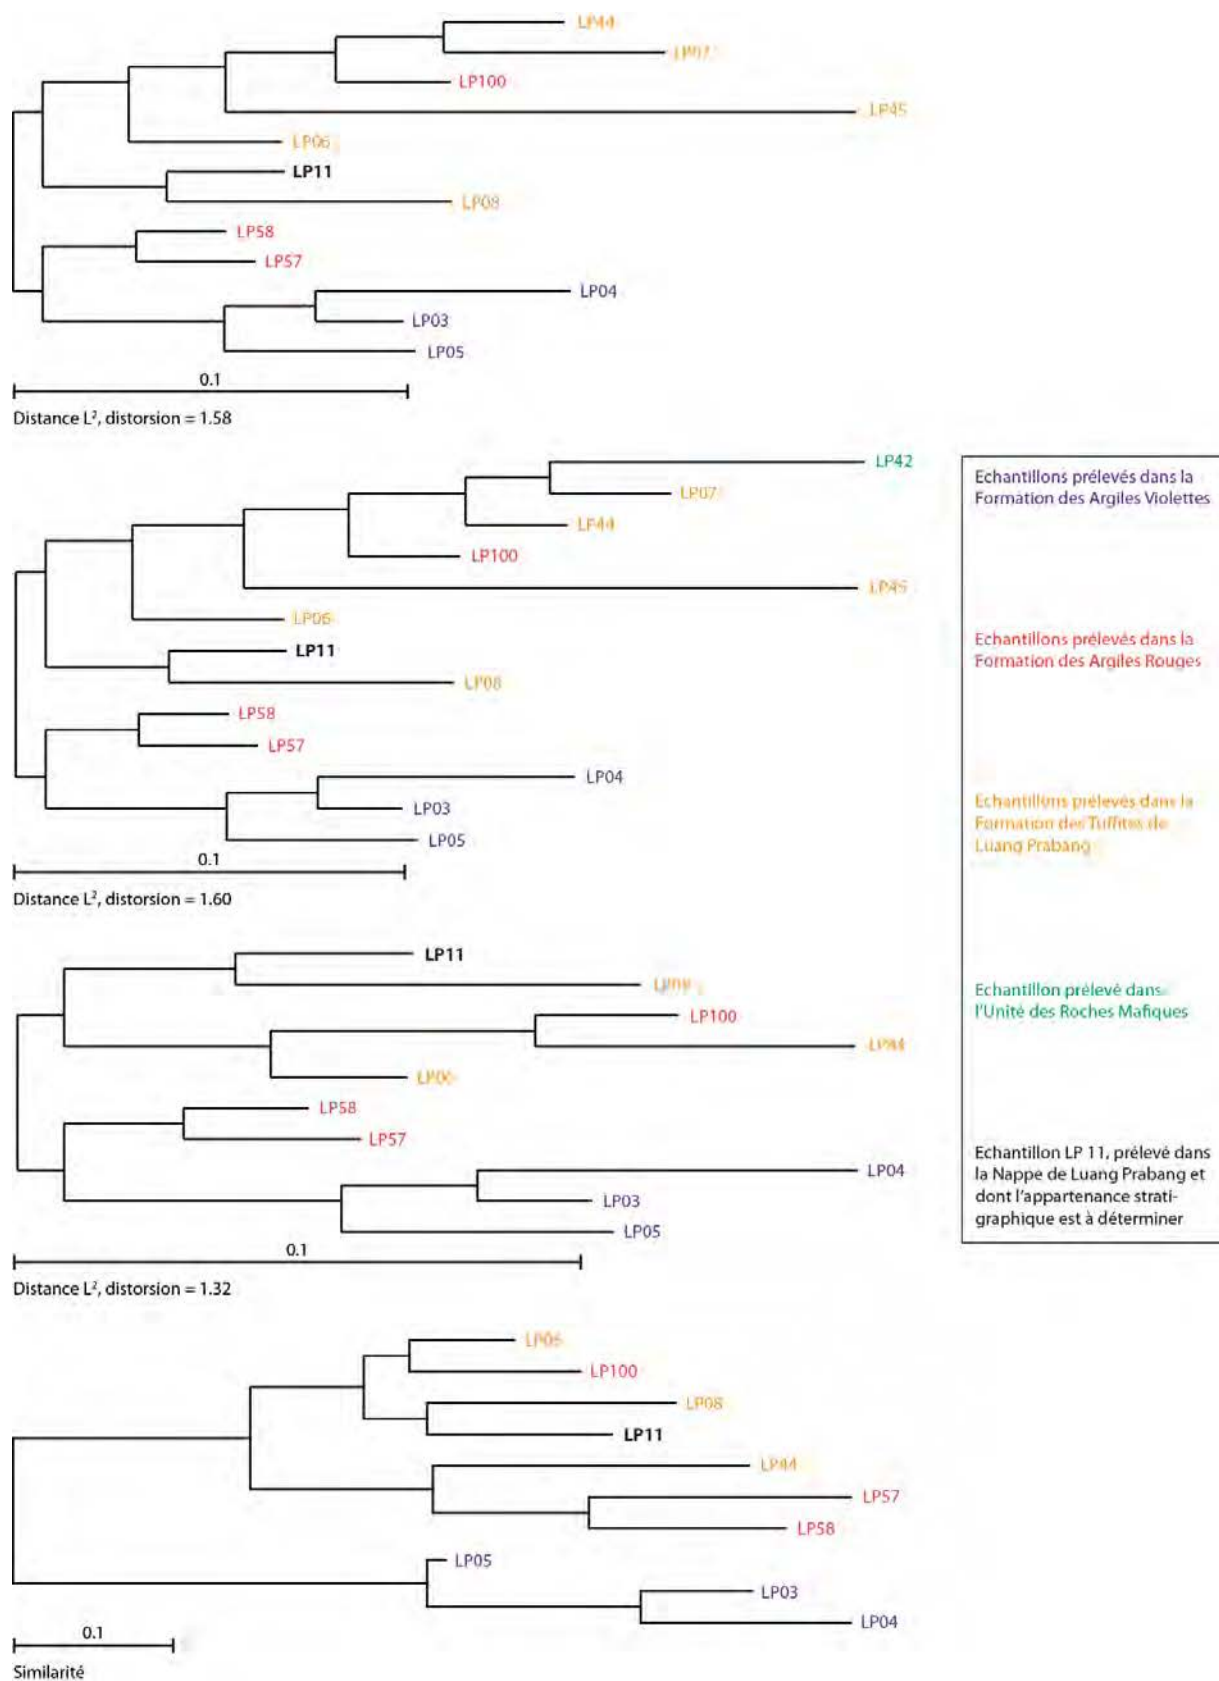 LP44
LP07
LP100
LP45
LP06
LP11
LP08
LP58
LP57
LP04
LP03
LP05
0.1
Distance L², distorsion = 1.58
LP42
LP07
LP44
LP100
LP45
LP06
LP11
LP08
LP58
LP57
LP04
LP03
LP05
0.1
Distance L², distorsion = 1.60
LP11
LP08
LP100
LP44
LP06
LP58
LP57
LP04
LP03
LP05
0.1
Distance L², distorsion = 1.32
LP06
LP100
LP08
LP11
LP44
LP57
LP58
LP05
LP03
LP04
0.1
Similarité
Echantillons prélevés dans la
Formation des Argiles Violettes
Echantillons prélevés dans la
Formation des Argiles Rouges
Echantillons prélevés dans la
Formation des Tuffites de
Luang Prabang
Echantillon prélevé dans
l'Unité des Roches Mafiques
Echantillon LP 11, prélevé dans
la Nappe de Luang Prabang et
dont l'appartenance strati-
graphique est à déterminer